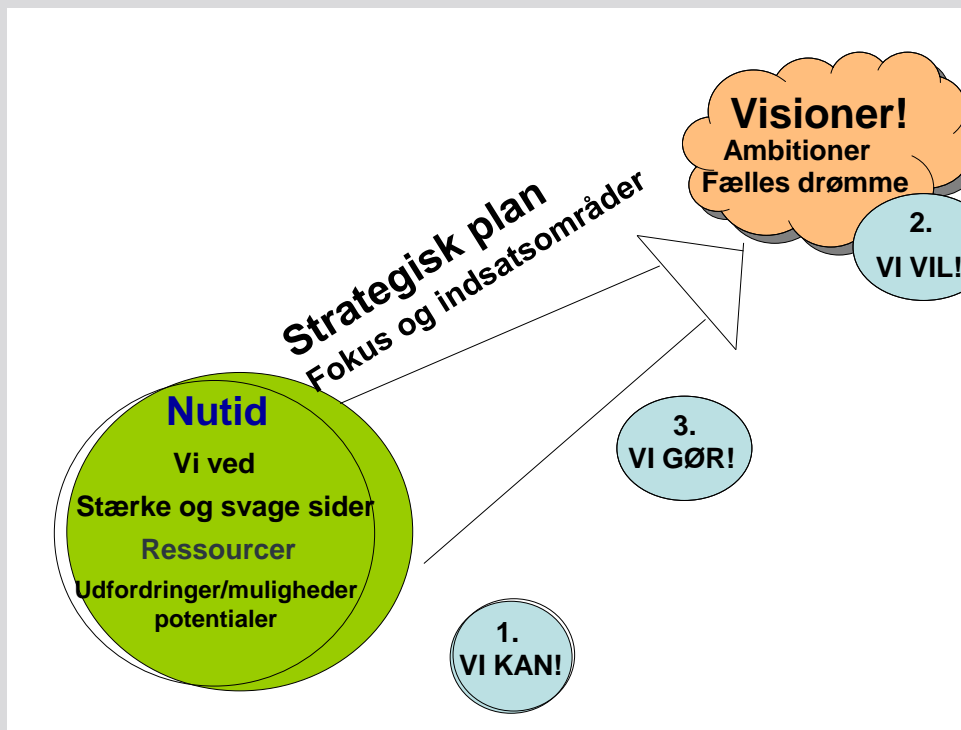 Visioner!
Ambitioner
Fælles drømme
2.
VI VIL!
Strategisk plan
Fokus og indsatsområder
Nutid
Vi ved
Stærke og svage sider
Ressourcer
Udfordringer/muligheder
potentialer
3.
VI GØR!
1.
VI KAN!